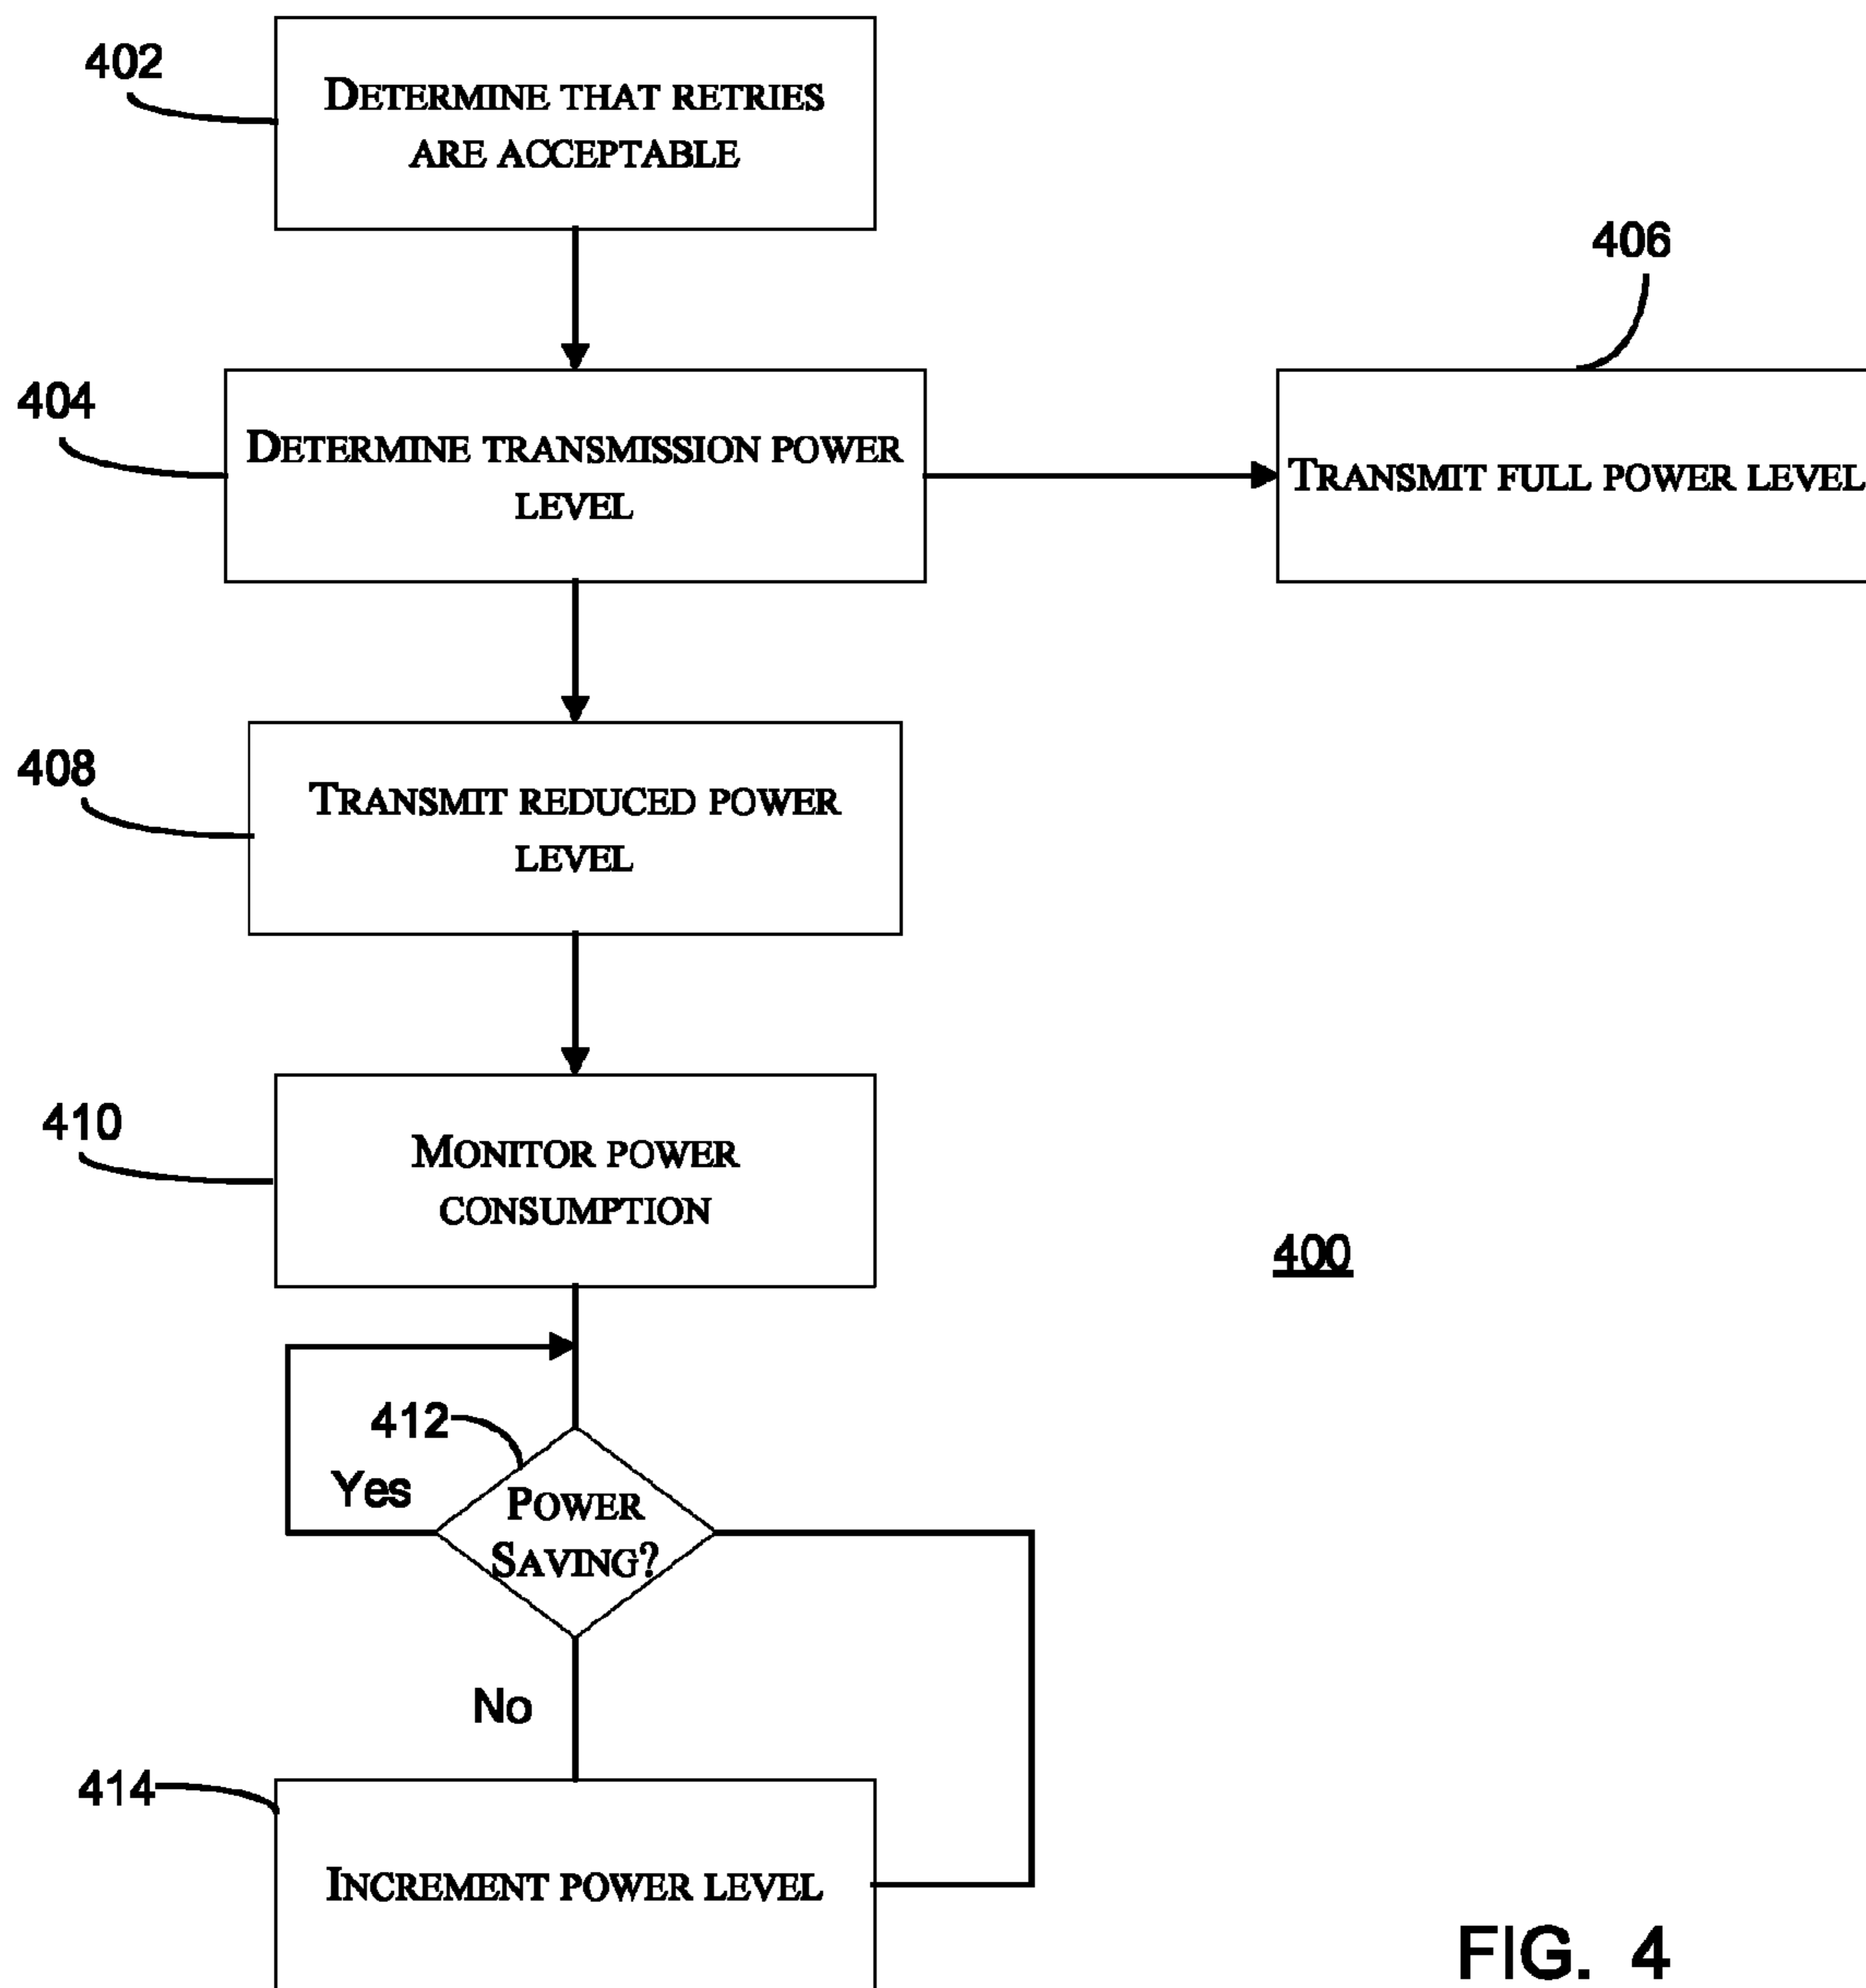 402
DETERMINE THAT RETRIES
ARE ACCEPTABLE
406
404
DETERMINE TRANSMISSION POWER
LEVEL
TRANSMIT FULL POWER LEVEL
408
TRANSMIT REDUCED POWER
LEVEL
410
MONITOR POWER
CONSUMPTION
400
412
Yes
POWER
SAVING?
No
414
INCREMENT POWER LEVEL
FIG. 4